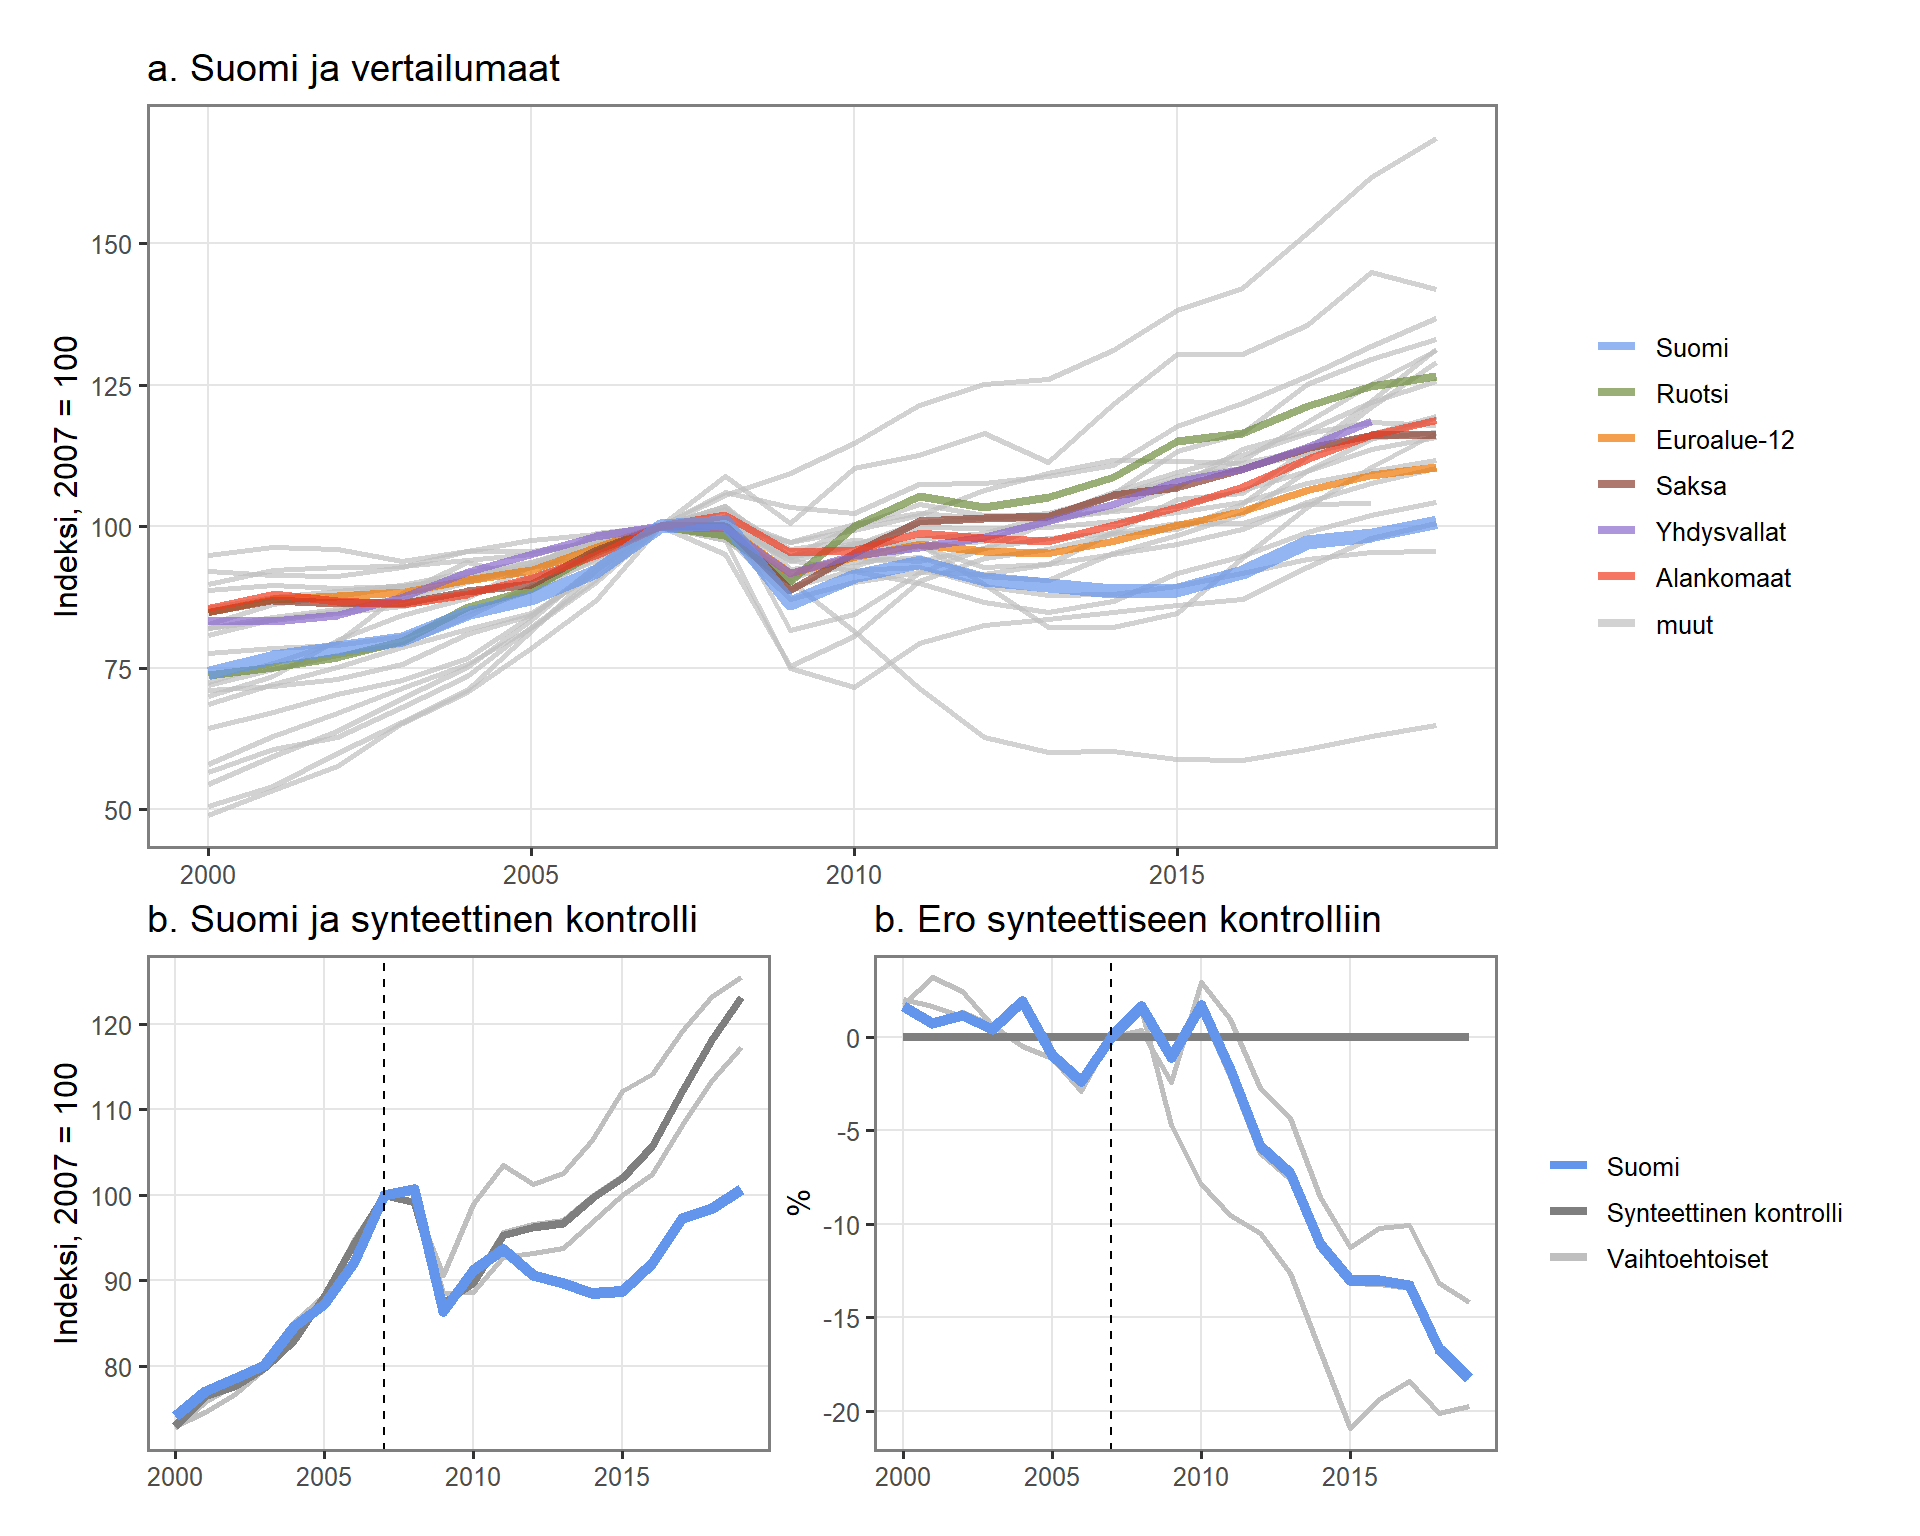 a. Suomi ja vertailumaat
Indeksi, 2007 = 100
150
125
100
75
50
2000
2005
2010
2015
Suomi
Ruotsi
Euroalue-12
Saksa
Yhdysvallat
Alankomaat
muut
b. Suomi ja synteettinen kontrolli
Indeksi, 2007 = 100
120
110
100
90
80
2000
2005
2010
2015
b. Ero synteettiseen kontrolliin
%
0
-5
-10
-15
-20
2000
2005
2010
2015
Suomi
Synteettinen kontrolli
Vaihtoehtoiset